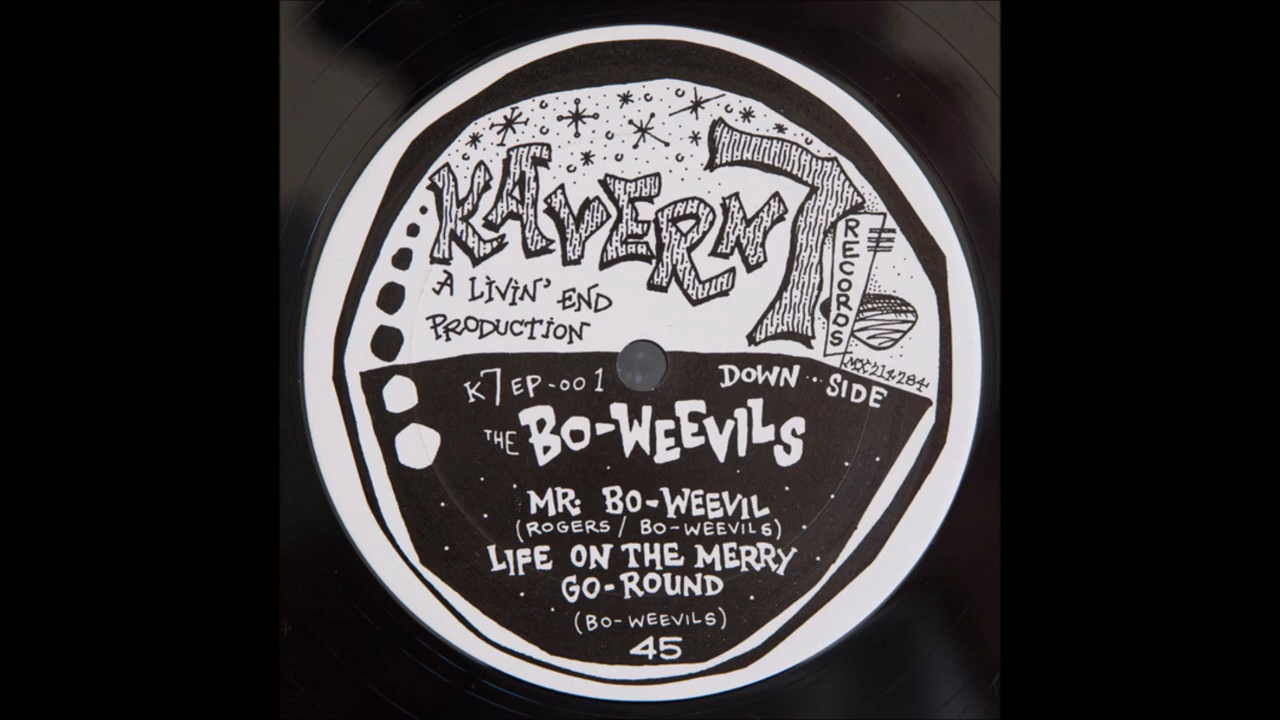 KAVERN 7
RECORDS
A LIVIN' END
PRODUCTION
MX214284
K7 EP-001
DOWN SIDE
THE BO-WEEVILS
MR. BO-WEEVIL
(ROGERS / BO-WEEVILS)
LIFE ON THE MERRY
GO-ROUND
(BO-WEEVILS)
45